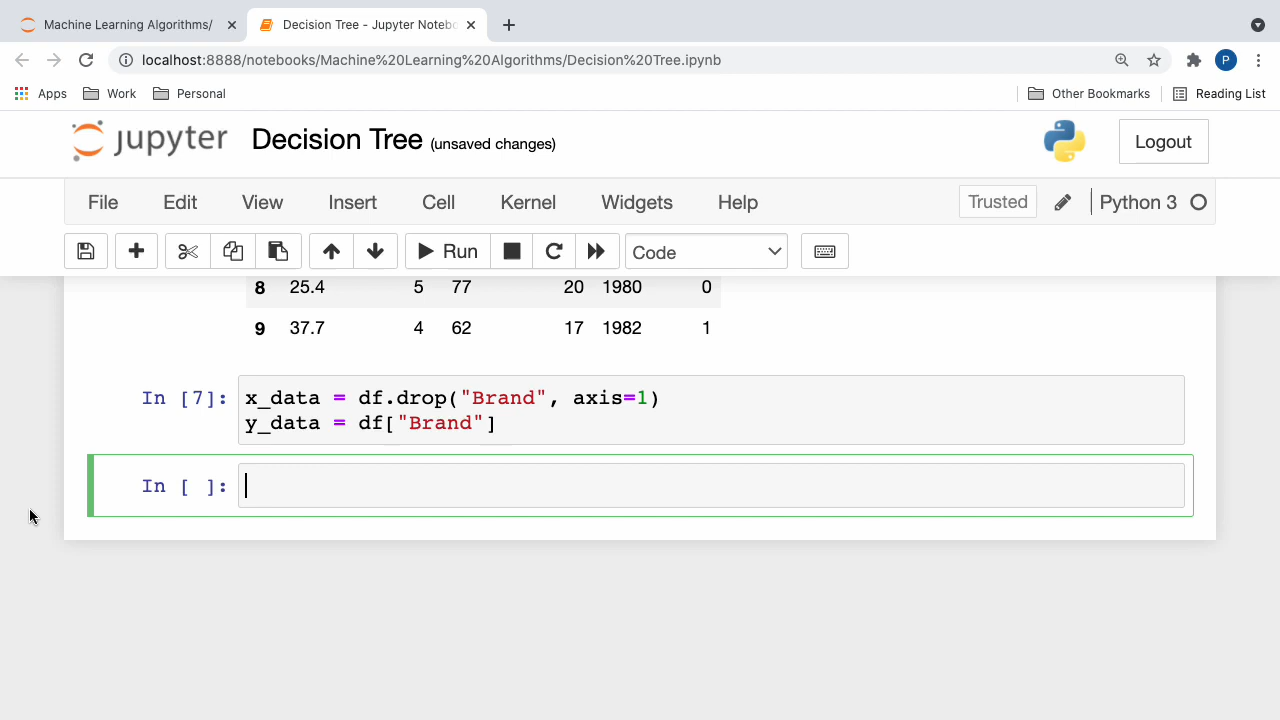 Machine Learning Algorithms/
Decision Tree - Jupyter Notebo
localhost:8888/notebooks/Machine%20Learning%20Algorithms/Decision%20Tree.ipynb
P
Apps Work Personal Other Bookmarks Reading List
jupyter Decision Tree (unsaved changes) Logout
File Edit View Insert Cell Kernel Widgets Help Trusted Python 3
Run Code
8 25.4 5 77 20 1980 0
9 37.7 4 62 17 1982 1
In [7]: x_data = df.drop("Brand", axis=1)
y_data = df["Brand"]
In [ ]: